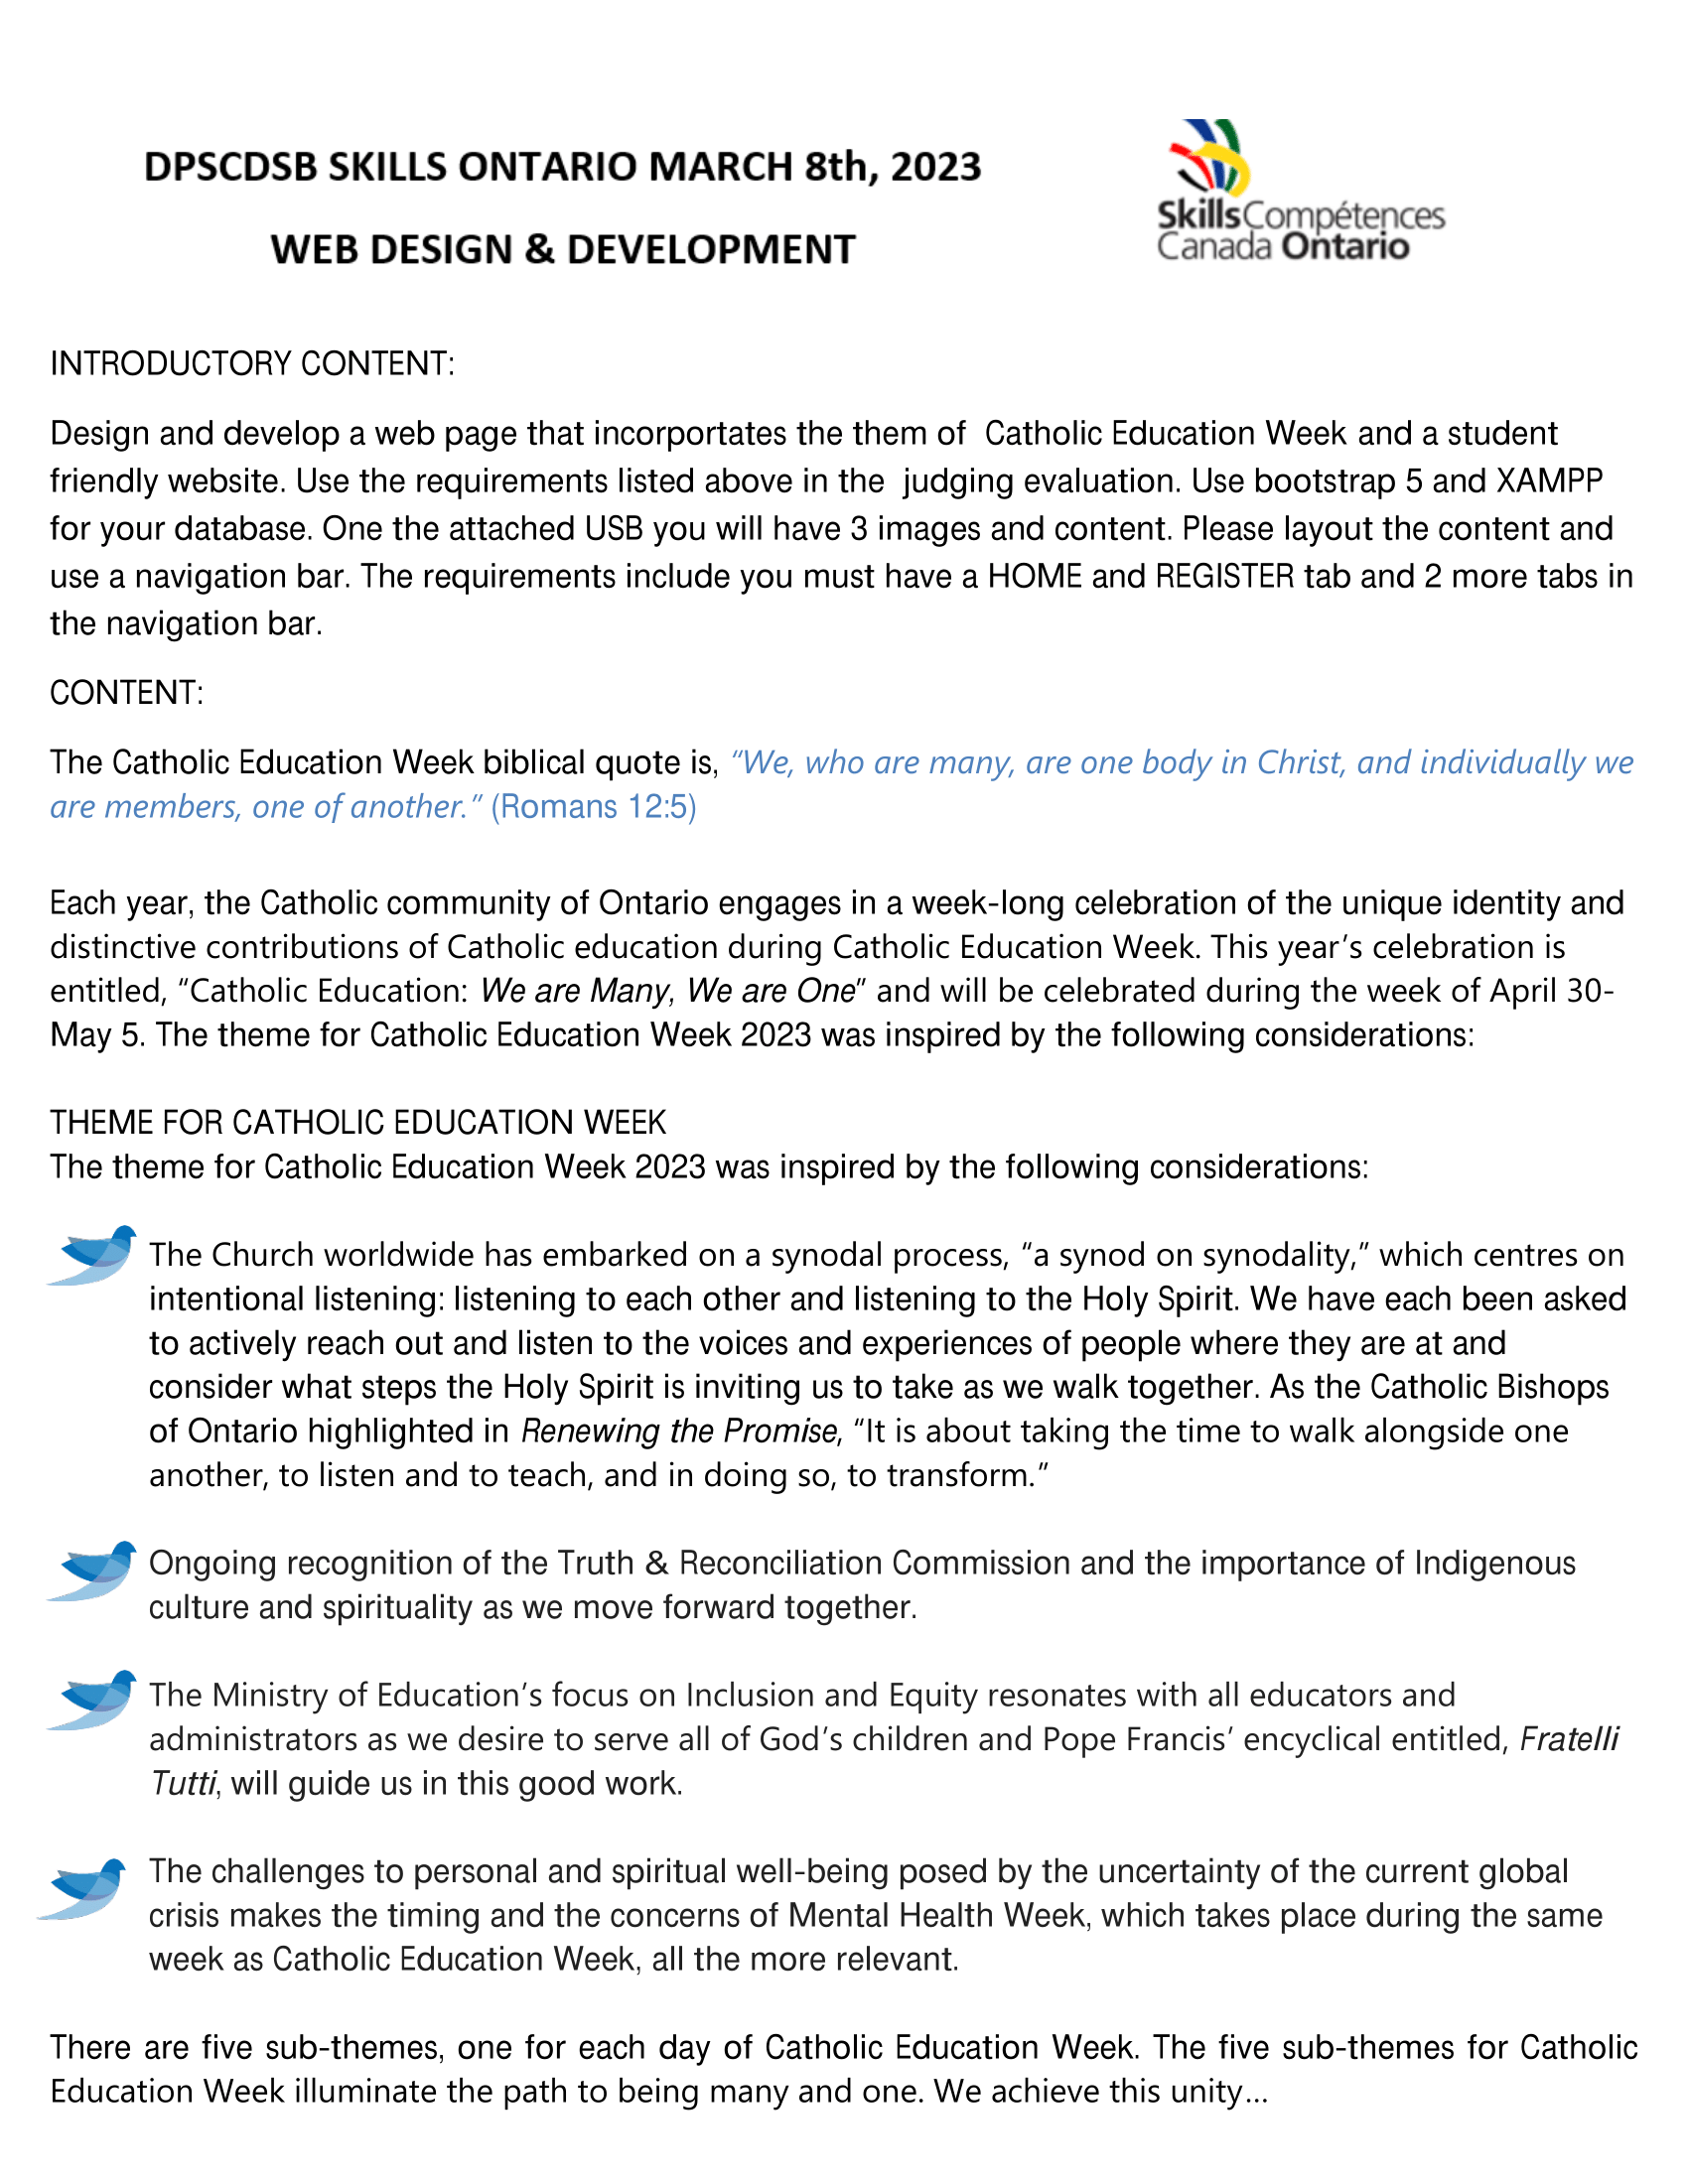 DPSCDSB SKILLS ONTARIO MARCH 8th, 2023
WEB DESIGN & DEVELOPMENT
SkillsCompétences
Canada Ontario
INTRODUCTORY CONTENT:
Design and develop a web page that incorportates the them of  Catholic Education Week and a student
friendly website. Use the requirements listed above in the  judging evaluation. Use bootstrap 5 and XAMPP
for your database. One the attached USB you will have 3 images and content. Please layout the content and
use a navigation bar. The requirements include you must have a HOME and REGISTER tab and 2 more tabs in
the navigation bar.
CONTENT:
The Catholic Education Week biblical quote is, “We, who are many, are one body in Christ, and individually we
are members, one of another.” (Romans 12:5)
Each year, the Catholic community of Ontario engages in a week-long celebration of the unique identity and
distinctive contributions of Catholic education during Catholic Education Week. This year’s celebration is
entitled, “Catholic Education: We are Many, We are One” and will be celebrated during the week of April 30-
May 5. The theme for Catholic Education Week 2023 was inspired by the following considerations:
THEME FOR CATHOLIC EDUCATION WEEK
The theme for Catholic Education Week 2023 was inspired by the following considerations:
The Church worldwide has embarked on a synodal process, “a synod on synodality,” which centres on
intentional listening: listening to each other and listening to the Holy Spirit. We have each been asked
to actively reach out and listen to the voices and experiences of people where they are at and
consider what steps the Holy Spirit is inviting us to take as we walk together. As the Catholic Bishops
of Ontario highlighted in Renewing the Promise, “It is about taking the time to walk alongside one
another, to listen and to teach, and in doing so, to transform.”
Ongoing recognition of the Truth & Reconciliation Commission and the importance of Indigenous
culture and spirituality as we move forward together.
The Ministry of Education’s focus on Inclusion and Equity resonates with all educators and
administrators as we desire to serve all of God’s children and Pope Francis’ encyclical entitled, Fratelli
Tutti, will guide us in this good work.
The challenges to personal and spiritual well-being posed by the uncertainty of the current global
crisis makes the timing and the concerns of Mental Health Week, which takes place during the same
week as Catholic Education Week, all the more relevant.
There are five sub-themes, one for each day of Catholic Education Week. The five sub-themes for Catholic
Education Week illuminate the path to being many and one. We achieve this unity…